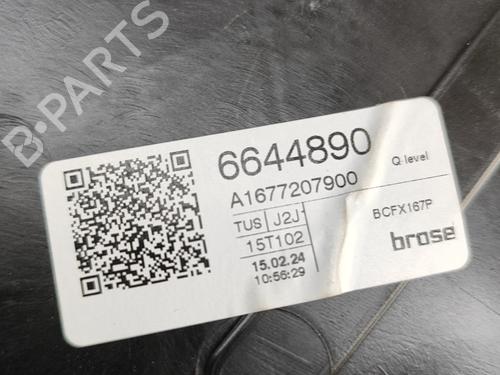 B-PARTS
6644890
Q-level
A1677207900
TUS J2J
BCFX167P
15T102
brose
15.02.24
10:56:29